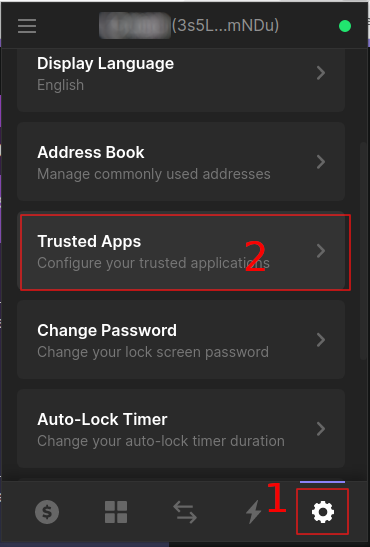 (3s5L...mNDu)
Display Language
English
Address Book
Manage commonly used addresses
Trusted Apps
Configure your trusted applications
2
Change Password
Change your lock screen password
Auto-Lock Timer
Change your auto-lock timer duration
1